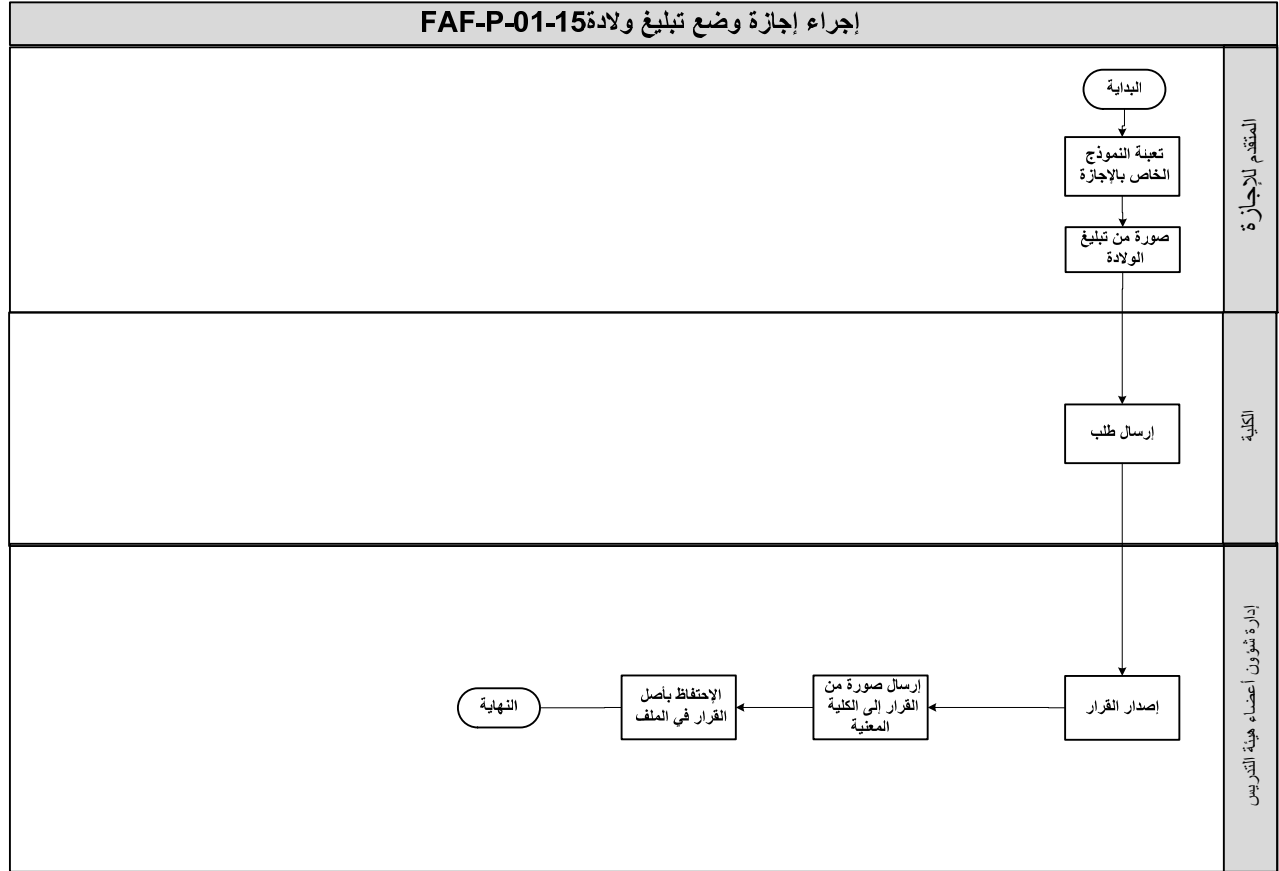 إجراء إجازة وضع تبليغ ولادةFAF-P-01-15
المتقدم للإجازة
البداية
تعبئة النموذج
الخاص بالإجازة
صورة من تبليغ
الولادة
الكلية
إرسال طلب
إدارة شؤون أعضاء هيئة التدريس
إصدار القرار
إرسال صورة من
القرار إلى الكلية
المعنية
الإحتفاظ بأصل
القرار في الملف
النهاية